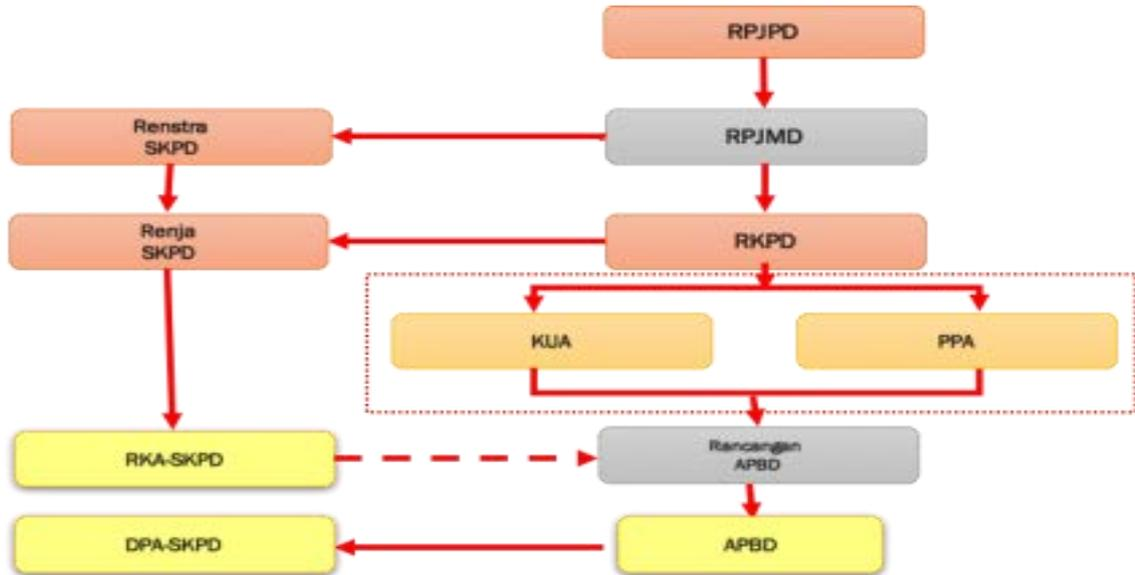 RPJPD
Renstra
SKPD
RPJMD
Renja
SKPD
RKPD
KUA
PPA
RKA-SKPD
Rancangan
APBD
DPA-SKPD
APBD